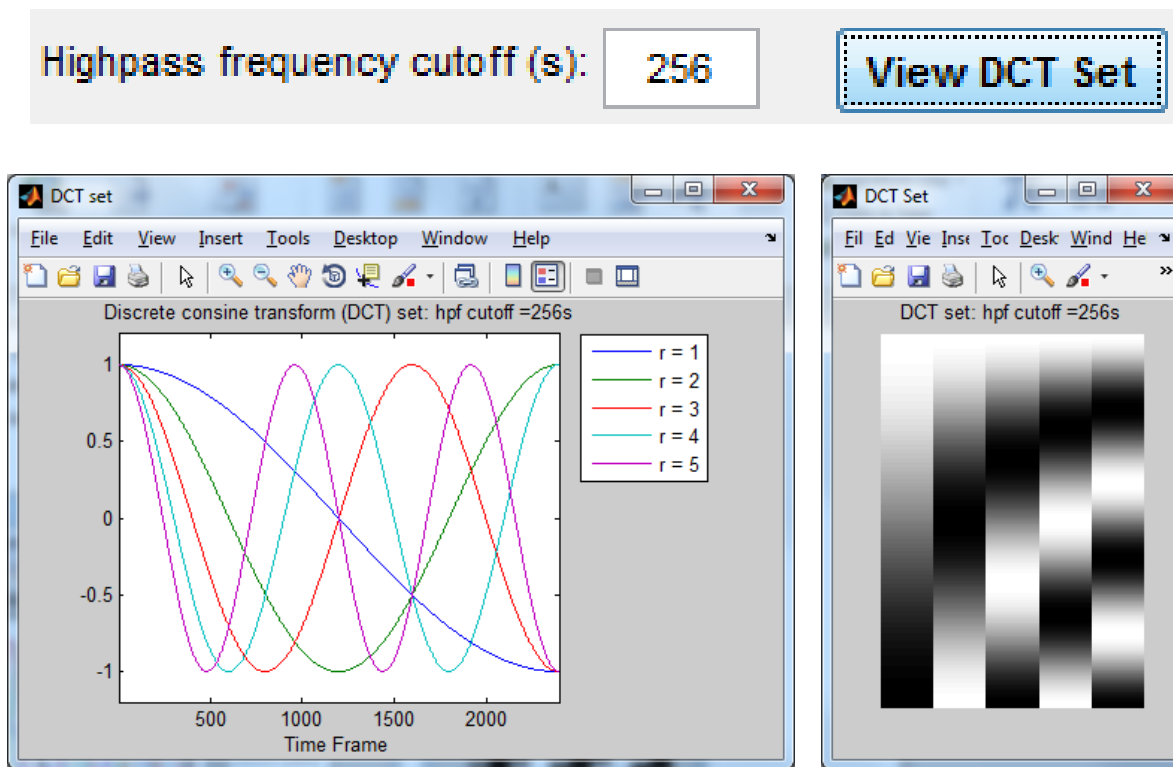 Highpass frequency cutoff (s): 256 View DCT Set
DCT set
File Edit View Insert Tools Desktop Window Help
Discrete consine transform (DCT) set: hpf cutoff =256s
1
0.5
0
-0.5
-1
500 1000 1500 2000
Time Frame
r = 1
r = 2
r = 3
r = 4
r = 5
DCT Set
Fil Ed Vie Inse Toc Desk Wind He
DCT set: hpf cutoff =256s